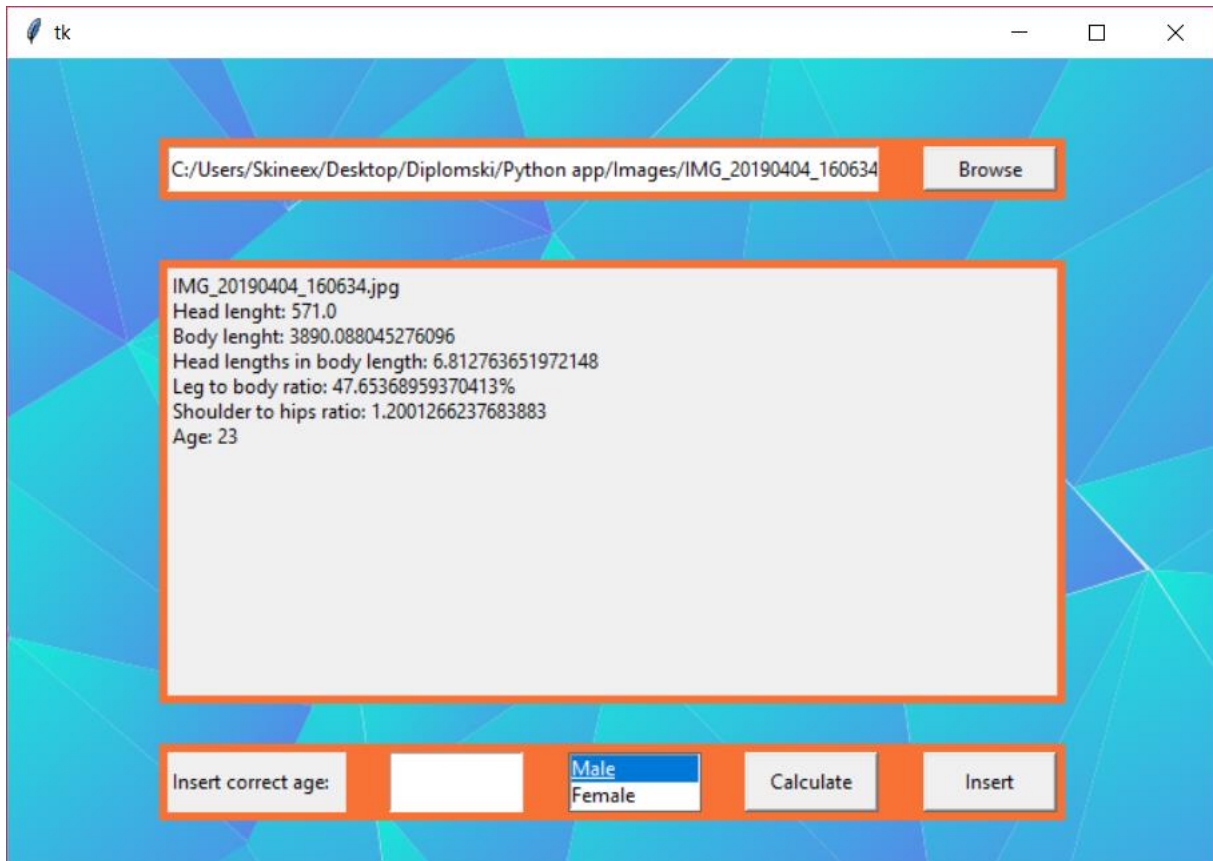 tk
C:/Users/Skineex/Desktop/Diplomski/Python app/Images/IMG_20190404_160634
Browse
IMG_20190404_160634.jpg
Head lenght: 571.0
Body lenght: 3890.088045276096
Head lengths in body length: 6.812763651972148
Leg to body ratio: 47.65368959370413%
Shoulder to hips ratio: 1.2001266237683883
Age: 23
Insert correct age:
Male
Female
Calculate
Insert